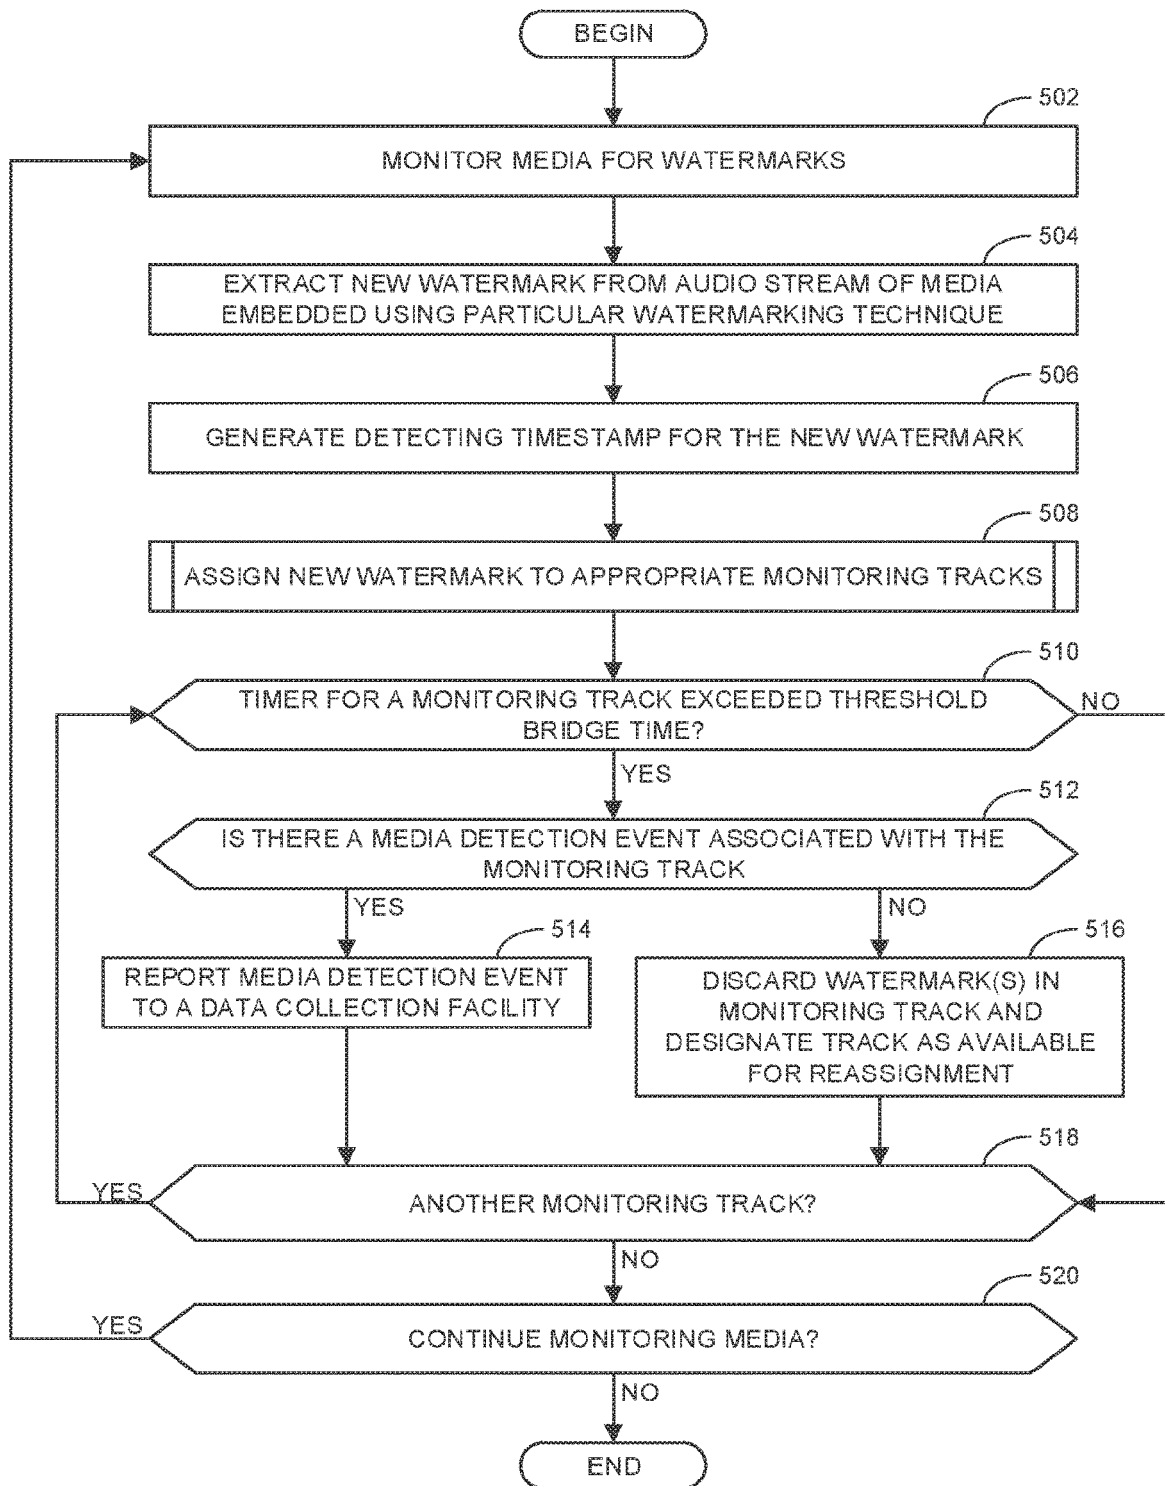 BEGIN
502
MONITOR MEDIA FOR WATERMARKS
504
EXTRACT NEW WATERMARK FROM AUDIO STREAM OF MEDIA
EMBEDDED USING PARTICULAR WATERMARKING TECHNIQUE
506
GENERATE DETECTING TIMESTAMP FOR THE NEW WATERMARK
508
ASSIGN NEW WATERMARK TO APPROPRIATE MONITORING TRACKS
510
TIMER FOR A MONITORING TRACK EXCEEDED THRESHOLD
BRIDGE TIME?
NO
YES
512
IS THERE A MEDIA DETECTION EVENT ASSOCIATED WITH THE
MONITORING TRACK
YES
NO
514
REPORT MEDIA DETECTION EVENT
TO A DATA COLLECTION FACILITY
516
DISCARD WATERMARK(S) IN
MONITORING TRACK AND
DESIGNATE TRACK AS AVAILABLE
FOR REASSIGNMENT
518
YES
ANOTHER MONITORING TRACK?
NO
520
YES
CONTINUE MONITORING MEDIA?
NO
END